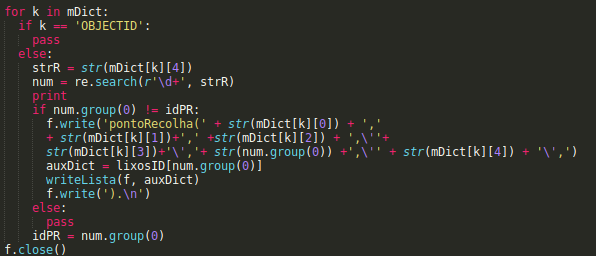 for k in mDict:
if k == 'OBJECTID':
pass
else:
strR = str(mDict[k][4])
num = re.search(r'\d+', strR)
print
if num.group(0) != idPR:
f.write('pontoRecolha(' + str(mDict[k][0]) + ','
+ str(mDict[k][1])+',' +str(mDict[k][2]) + ',\''+
str(mDict[k][3])+'\','+ str(num.group(0)) +',\'' + str(mDict[k][4]) + '\',')
auxDict = lixosID[num.group(0)]
writeLista(f, auxDict)
f.write(').\n')
else:
pass
idPR = num.group(0)
f.close()